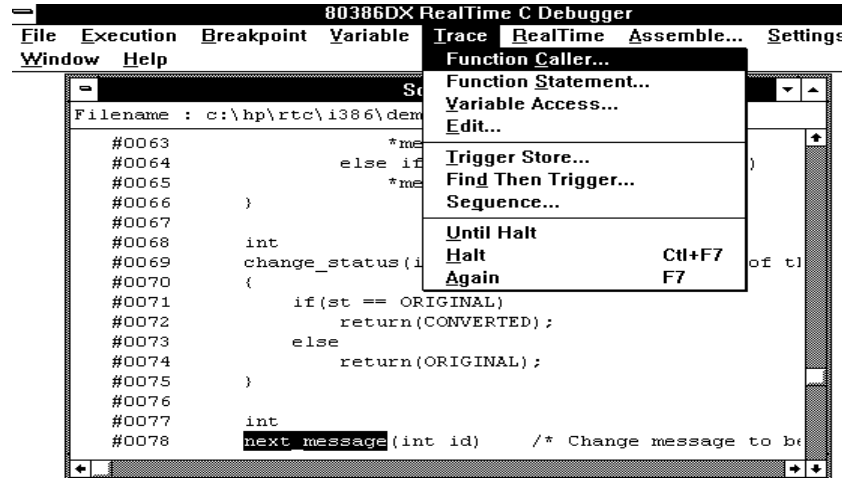 80386DX RealTime C Debugger
File Execution Breakpoint Variable Trace RealTime Assemble... Settings
Window Help
Function Caller...
Function Statement...
Variable Access...
Edit...
Trigger Store...
Find Then Trigger...
Sequence...
Until Halt
Halt Ctl+F7
Again F7
Filename : c:\hp\rtc\i386\dem
#0063 *me
#0064 else if )
#0065 *me
#0066 }
#0067
#0068 int
#0069 change_status(i of t
#0070 {
#0071 if(st == ORIGINAL)
#0072 return(CONVERTED);
#0073 else
#0074 return(ORIGINAL);
#0075 }
#0076
#0077 int
#0078 next_message(int id) /* Change message to be